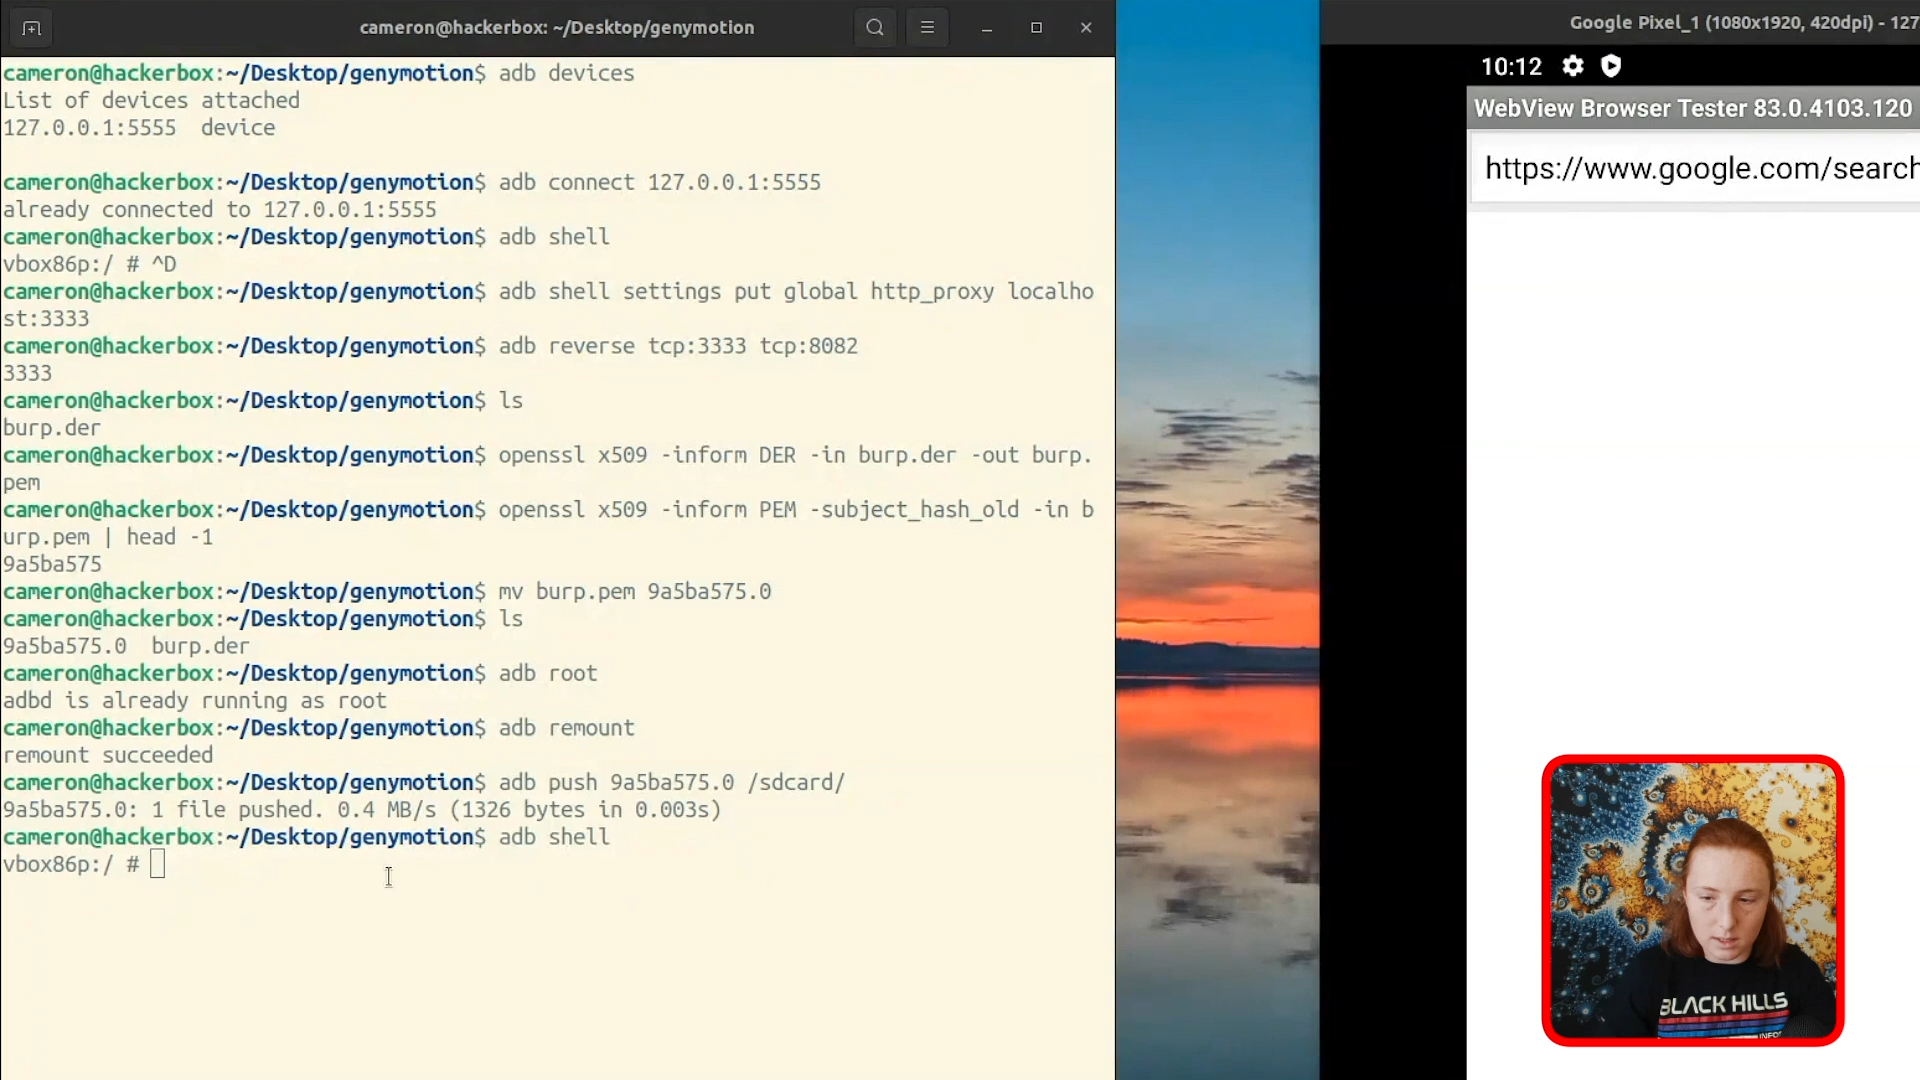 cameron@hackerbox: ~/Desktop/genymotion
cameron@hackerbox:~/Desktop/genymotion$ adb devices
List of devices attached
127.0.0.1:5555  device
cameron@hackerbox:~/Desktop/genymotion$ adb connect 127.0.0.1:5555
already connected to 127.0.0.1:5555
cameron@hackerbox:~/Desktop/genymotion$ adb shell
vbox86p:/ # ^D
cameron@hackerbox:~/Desktop/genymotion$ adb shell settings put global http_proxy localho
st:3333
cameron@hackerbox:~/Desktop/genymotion$ adb reverse tcp:3333 tcp:8082
3333
cameron@hackerbox:~/Desktop/genymotion$ ls
burp.der
cameron@hackerbox:~/Desktop/genymotion$ openssl x509 -inform DER -in burp.der -out burp.
pem
cameron@hackerbox:~/Desktop/genymotion$ openssl x509 -inform PEM -subject_hash_old -in b
urp.pem | head -1
9a5ba575
cameron@hackerbox:~/Desktop/genymotion$ mv burp.pem 9a5ba575.0
cameron@hackerbox:~/Desktop/genymotion$ ls
9a5ba575.0  burp.der
cameron@hackerbox:~/Desktop/genymotion$ adb root
adbd is already running as root
cameron@hackerbox:~/Desktop/genymotion$ adb remount
remount succeeded
cameron@hackerbox:~/Desktop/genymotion$ adb push 9a5ba575.0 /sdcard/
9a5ba575.0: 1 file pushed. 0.4 MB/s (1326 bytes in 0.003s)
cameron@hackerbox:~/Desktop/genymotion$ adb shell
vbox86p:/ #
Google Pixel_1 (1080x1920, 420dpi) - 127
10:12
WebView Browser Tester 83.0.4103.120
https://www.google.com/search
BLACK HILLS
INFOS